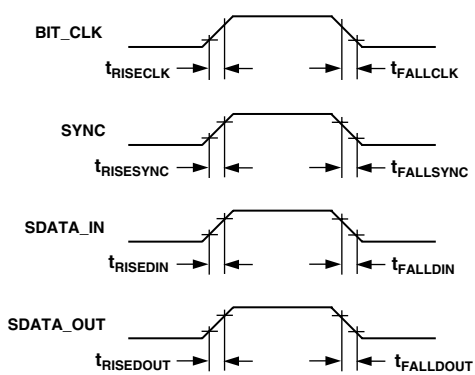 BIT_CLK
tRISECLK tFALLCLK
SYNC
tRISESYNC tFALLSYNC
SDATA_IN
tRISEDIN tFALLDIN
SDATA_OUT
tRISEDOUT tFALLDOUT